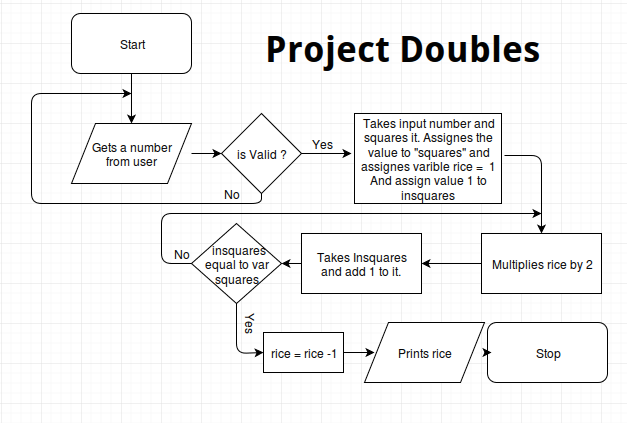 Start
Project Doubles
Gets a number
from user
is Valid ?
Yes
No
Takes input number and
squares it. Assignes the
value to "squares" and
assignes varible rice = 1
And assign value 1 to
insquares
Multiplies rice by 2
Takes Insquares
and add 1 to it.
insquares
equal to var
squares
No
Yes
rice = rice -1
Prints rice
Stop